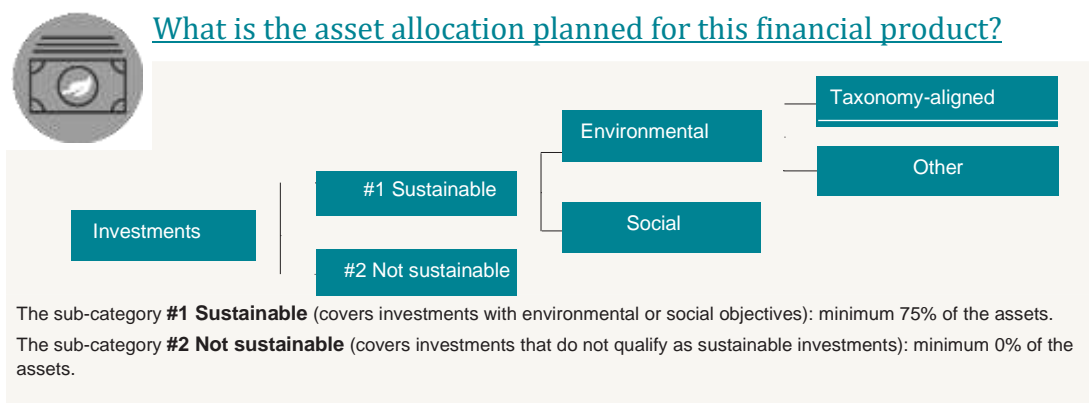 What is the asset allocation planned for this financial product?
Taxonomy-aligned
Environmental
Other
#1 Sustainable
Social
Investments
#2 Not sustainable
The sub-category #1 Sustainable (covers investments with environmental or social objectives): minimum 75% of the assets.
The sub-category #2 Not sustainable (covers investments that do not qualify as sustainable investments): minimum 0% of the
assets.